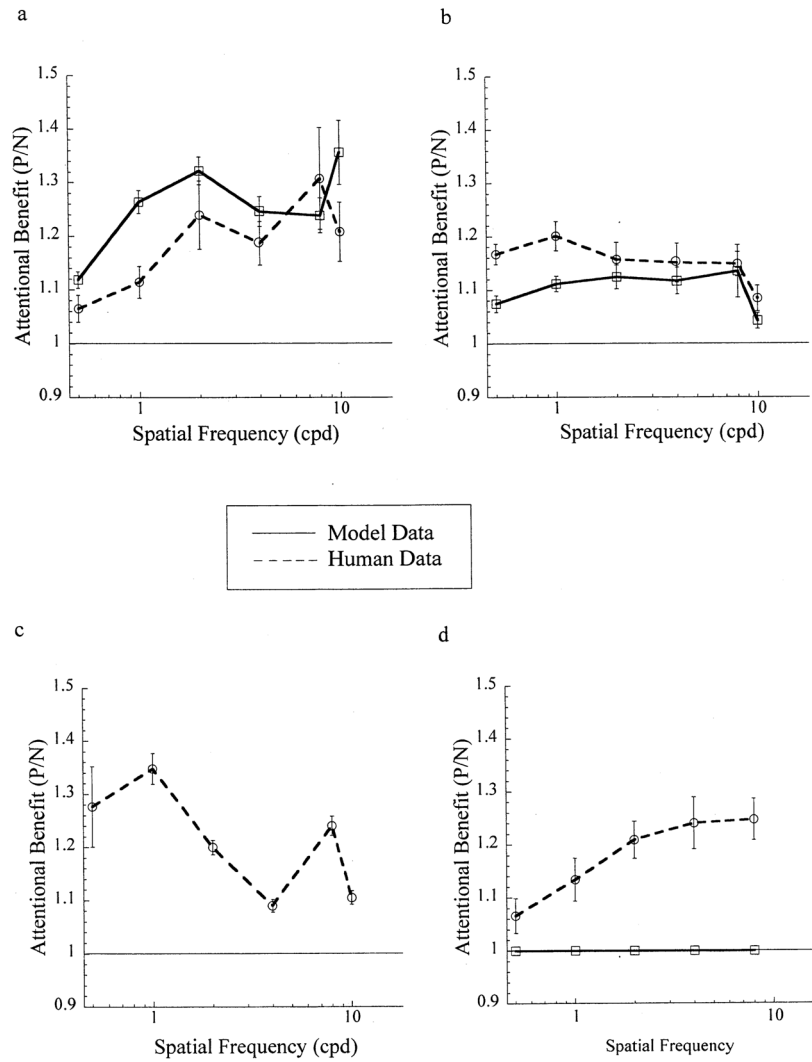 a
b
1.5
1.4
1.3
1.2
1.1
1
0.9
Attentional Benefit (P/N)
1
10
Spatial Frequency (cpd)
1.5
1.4
1.3
1.2
1.1
1
0.9
Attentional Benefit (P/N)
1
10
Spatial Frequency (cpd)
Model Data
Human Data
c
d
1.5
1.4
1.3
1.2
1.1
1
0.9
Attentional Benefit (P/N)
1
10
Spatial Frequency (cpd)
1.5
1.4
1.3
1.2
1.1
1
0.9
Attentional Benefit (P/N)
1
10
Spatial Frequency